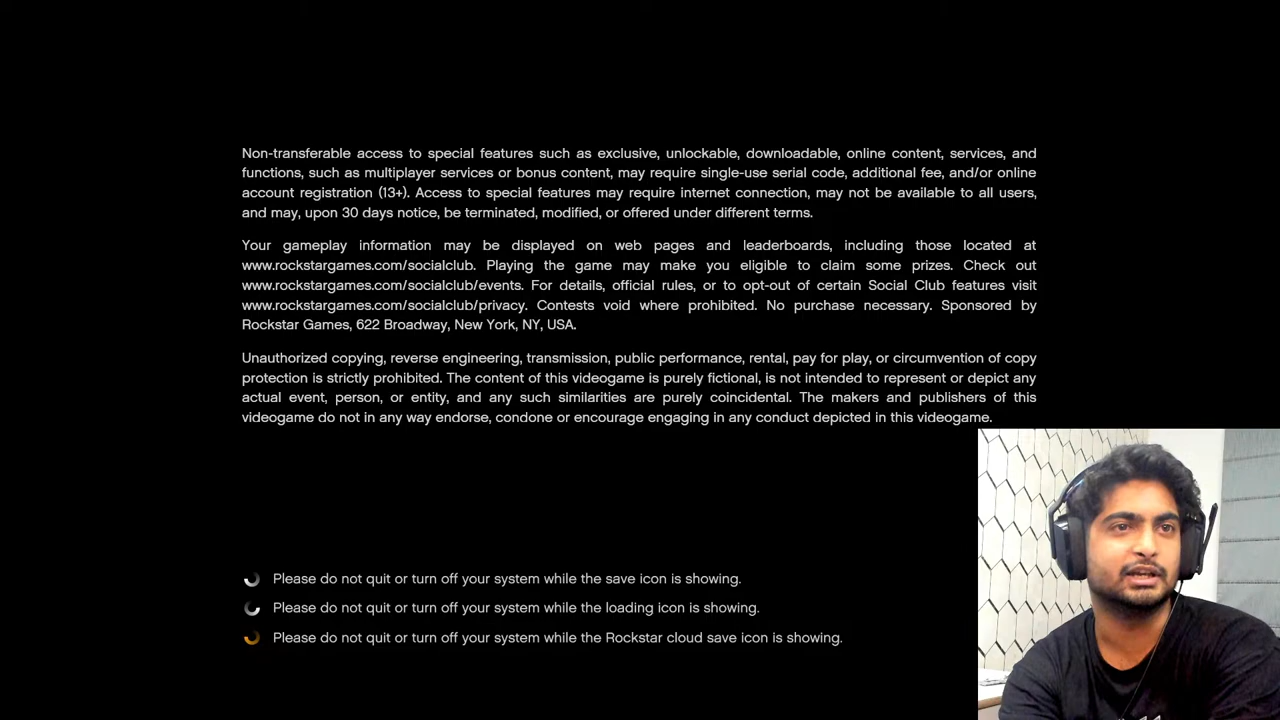 Non-transferable access to special features such as exclusive, unlockable, downloadable, online content, services, and
functions, such as multiplayer services or bonus content, may require single-use serial code, additional fee, and/or online
account registration (13+). Access to special features may require internet connection, may not be available to all users,
and may, upon 30 days notice, be terminated, modified, or offered under different terms.
Your gameplay information may be displayed on web pages and leaderboards, including those located at
www.rockstargames.com/socialclub. Playing the game may make you eligible to claim some prizes. Check out
www.rockstargames.com/socialclub/events. For details, official rules, or to opt-out of certain Social Club features visit
www.rockstargames.com/socialclub/privacy. Contests void where prohibited. No purchase necessary. Sponsored by
Rockstar Games, 622 Broadway, New York, NY, USA.
Unauthorized copying, reverse engineering, transmission, public performance, rental, pay for play, or circumvention of copy
protection is strictly prohibited. The content of this videogame is purely fictional, is not intended to represent or depict any
actual event, person, or entity, and any such similarities are purely coincidental. The makers and publishers of this
videogame do not in any way endorse, condone or encourage engaging in any conduct depicted in this videogame.
Please do not quit or turn off your system while the save icon is showing.
Please do not quit or turn off your system while the loading icon is showing.
Please do not quit or turn off your system while the Rockstar cloud save icon is showing.